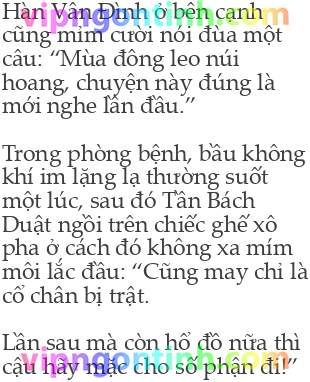 Hàn Vân Đình ở bên cạnh
vipngontinh.com
cũng mỉm cười nói đùa một
câu: “Mùa đông leo núi
hoang, chuyện này đúng là
mới nghe lần đầu.”
Trong phòng bệnh, bầu không
khí im lặng lạ thường suốt
một lúc, sau đó Tần Bách
Duật ngồi trên chiếc ghế xô
pha ở cách đó không xa mím
môi lắc đầu: “Cũng may chỉ là
cổ chân bị trật.
Lần sau mà còn hổ đồ nữa thì
vipngontinh.com
cậu hãy mặc cho số phận đi!”